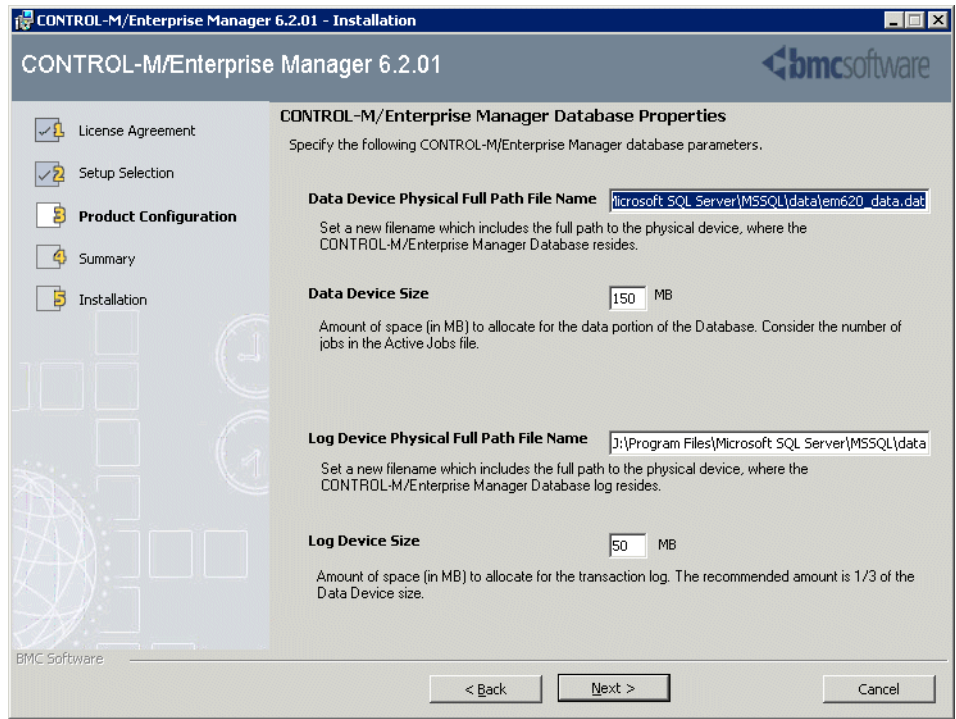 CONTROL-M/Enterprise Manager 6.2.01 - Installation
CONTROL-M/Enterprise Manager 6.2.01
bmcsoftware
1 License Agreement
2 Setup Selection
3 Product Configuration
4 Summary
5 Installation
CONTROL-M/Enterprise Manager Database Properties
Specify the following CONTROL-M/Enterprise Manager database parameters.
Data Device Physical Full Path File Name Microsoft SQL Server\MSSQL\data\em620_data.dat
Set a new filename which includes the full path to the physical device, where the
CONTROL-M/Enterprise Manager Database resides.
Data Device Size 150 MB
Amount of space (in MB) to allocate for the data portion of the Database. Consider the number of
jobs in the Active Jobs file.
Log Device Physical Full Path File Name J:\Program Files\Microsoft SQL Server\MSSQL\data
Set a new filename which includes the full path to the physical device, where the
CONTROL-M/Enterprise Manager Database log resides.
Log Device Size 50 MB
Amount of space (in MB) to allocate for the transaction log. The recommended amount is 1/3 of the
Data Device size.
BMC Software
< Back Next > Cancel